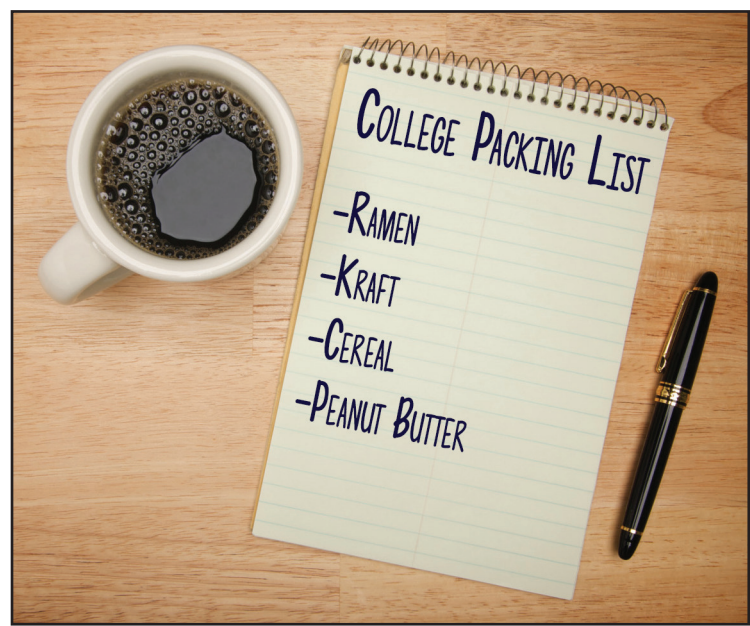 College Packing List
-Ramen
-Kraft
-Cereal
-Peanut Butter